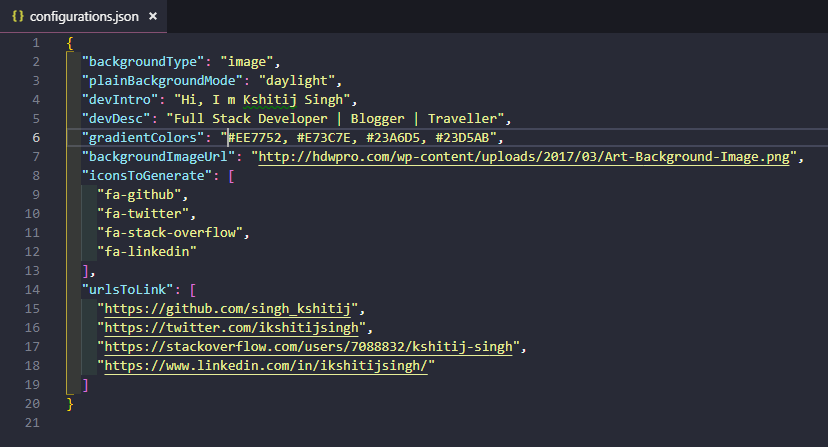 {} configurations.json ×
1 {
2 "backgroundType": "image",
3 "plainBackgroundMode": "daylight",
4 "devIntro": "Hi, I m Kshitij Singh",
5 "devDesc": "Full Stack Developer | Blogger | Traveller",
6 "gradientColors": "#EE7752, #E73C7E, #23A6D5, #23D5AB",
7 "backgroundImageUrl": "http://hdwpro.com/wp-content/uploads/2017/03/Art-Background-Image.png",
8 "iconsToGenerate": [
9 "fa-github",
10 "fa-twitter",
11 "fa-stack-overflow",
12 "fa-linkedin"
13 ],
14 "urlsToLink": [
15 "https://github.com/singh_kshitij",
16 "https://twitter.com/ikshitijsingh",
17 "https://stackoverflow.com/users/7088832/kshitij-singh",
18 "https://www.linkedin.com/in/ikshitijsingh/"
19 ]
20 }
21